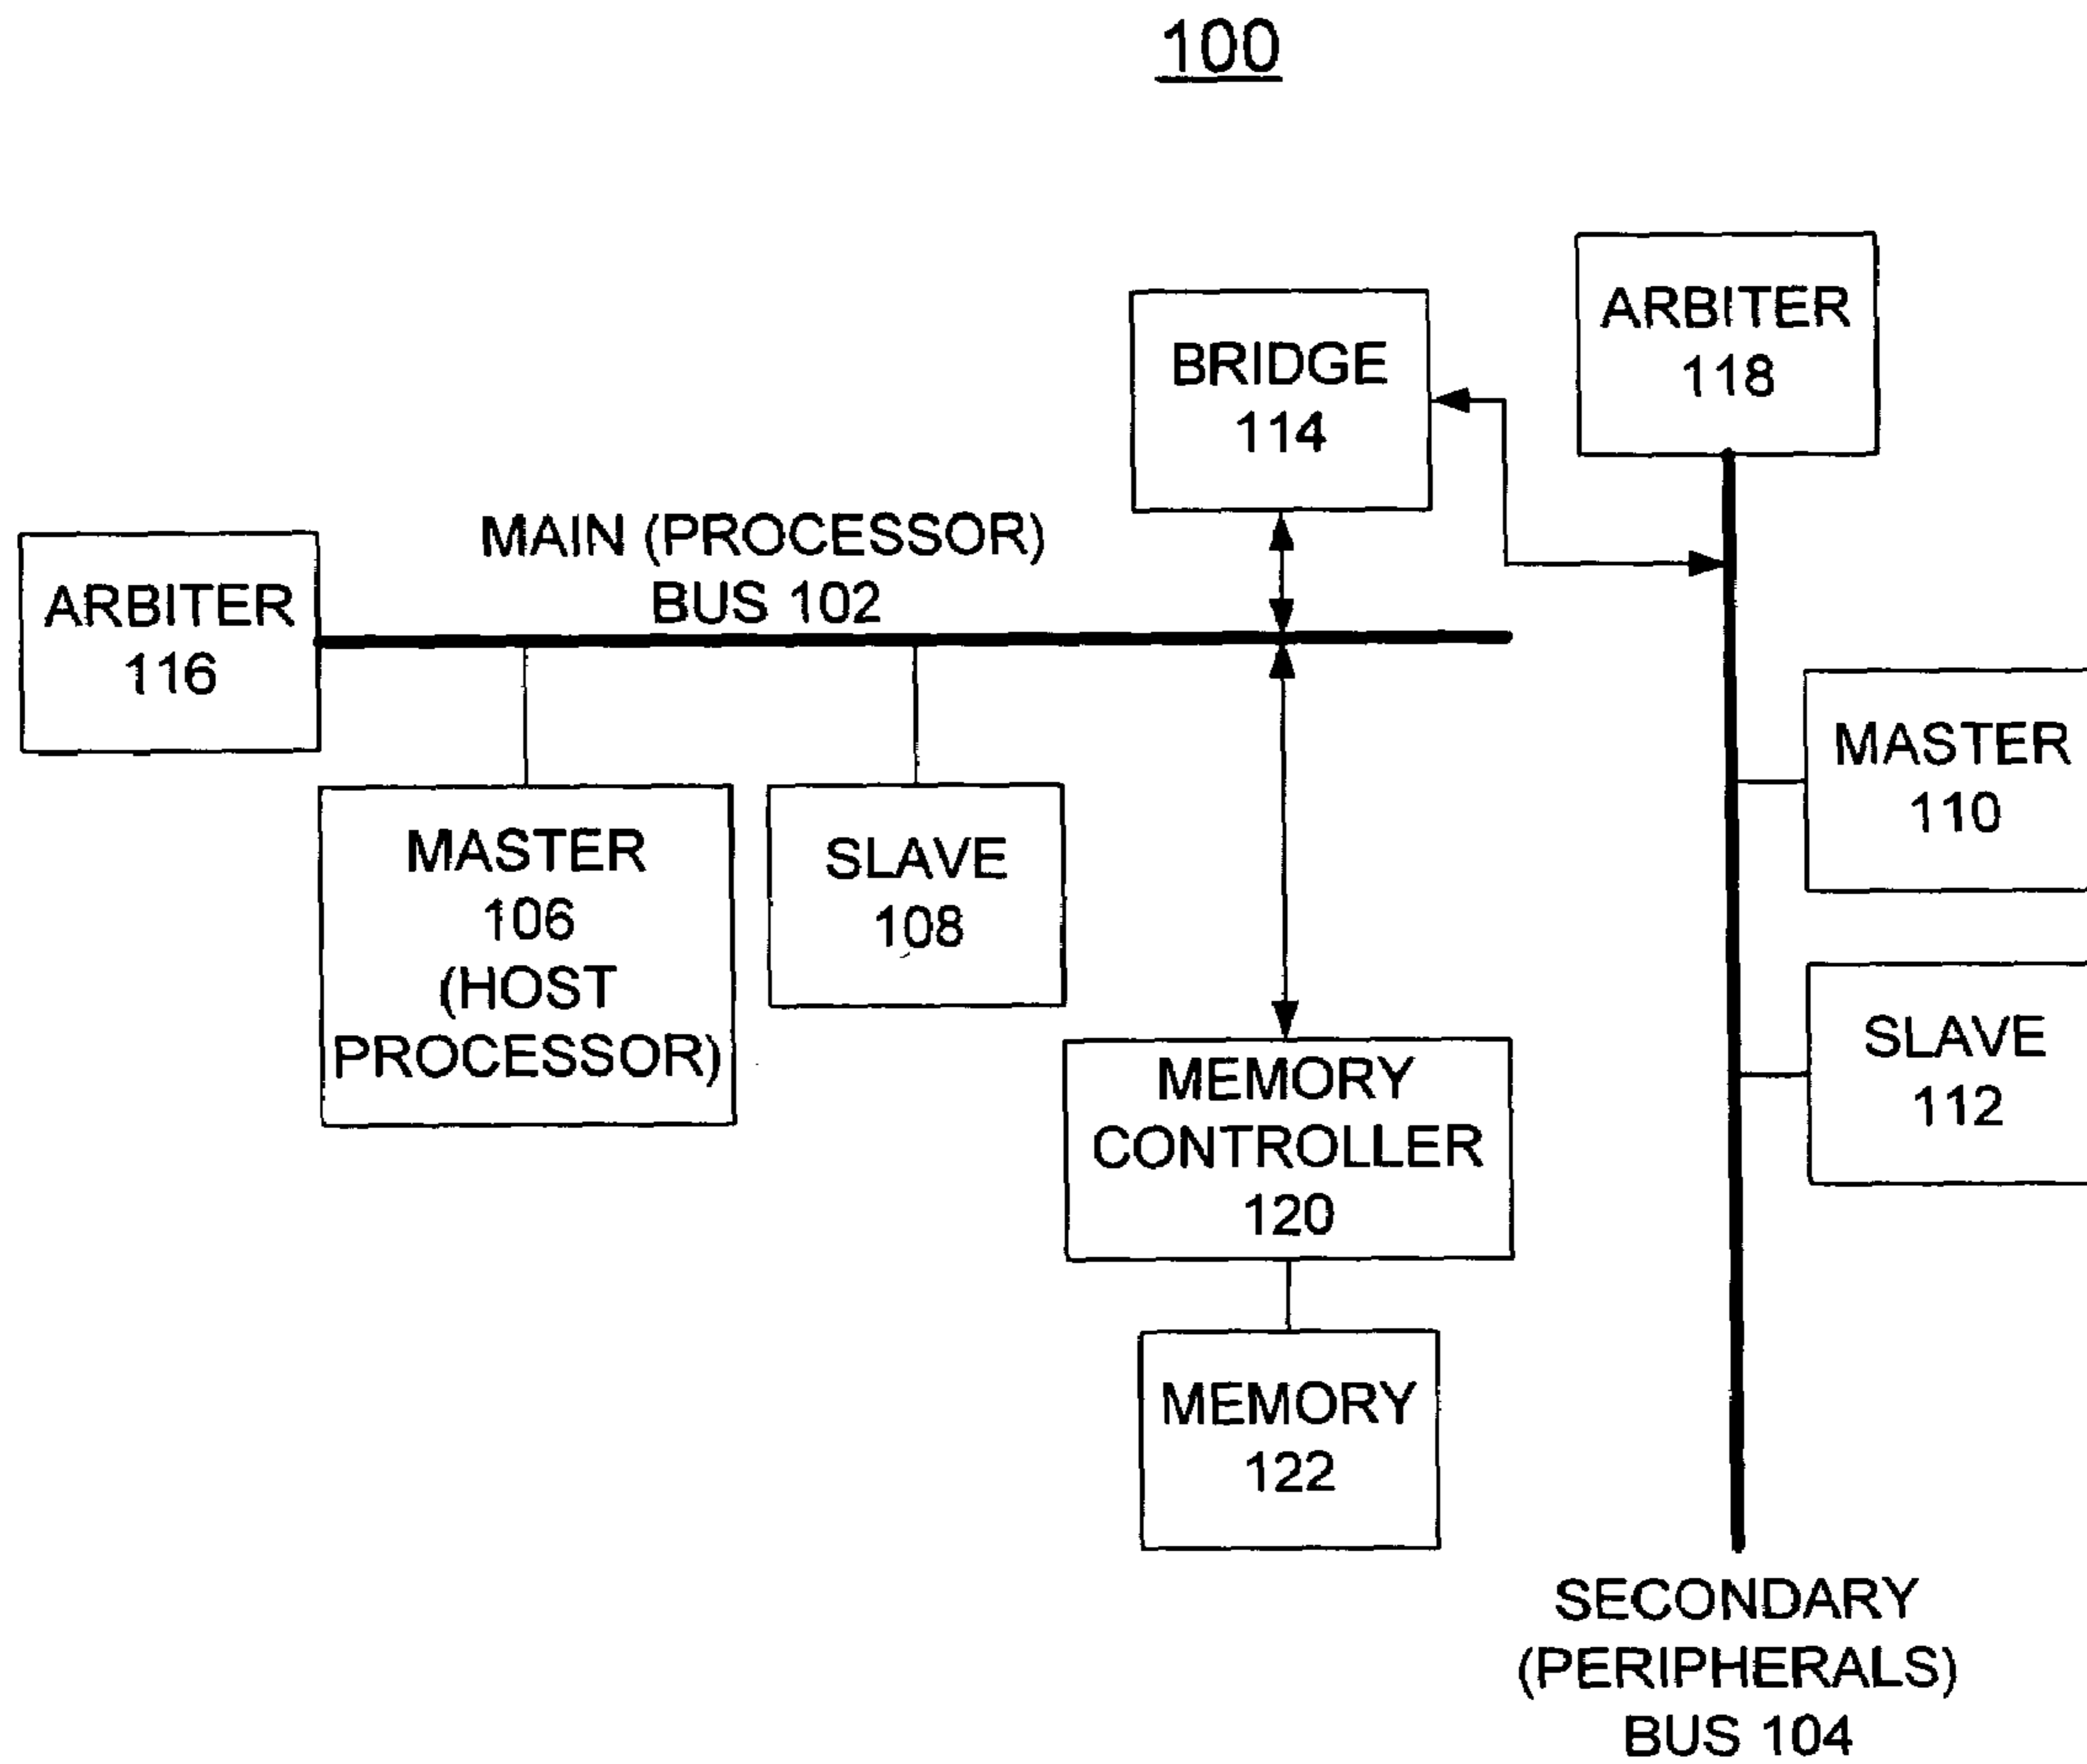 100
ARBITER
118
BRIDGE
114
MAIN (PROCESSOR)
BUS 102
ARBITER
116
MASTER
110
MASTER
106
(HOST
PROCESSOR)
SLAVE
108
SLAVE
112
MEMORY
CONTROLLER
120
MEMORY
122
SECONDARY
(PERIPHERALS)
BUS 104